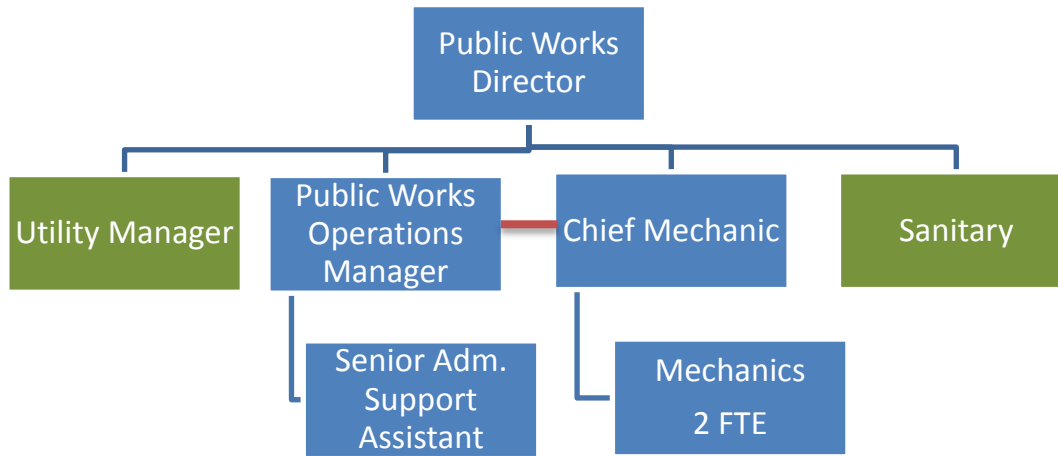 Public Works
Director
Utility Manager
Public Works
Operations
Manager
Chief Mechanic
Sanitary
Senior Adm.
Support
Assistant
Mechanics
2 FTE